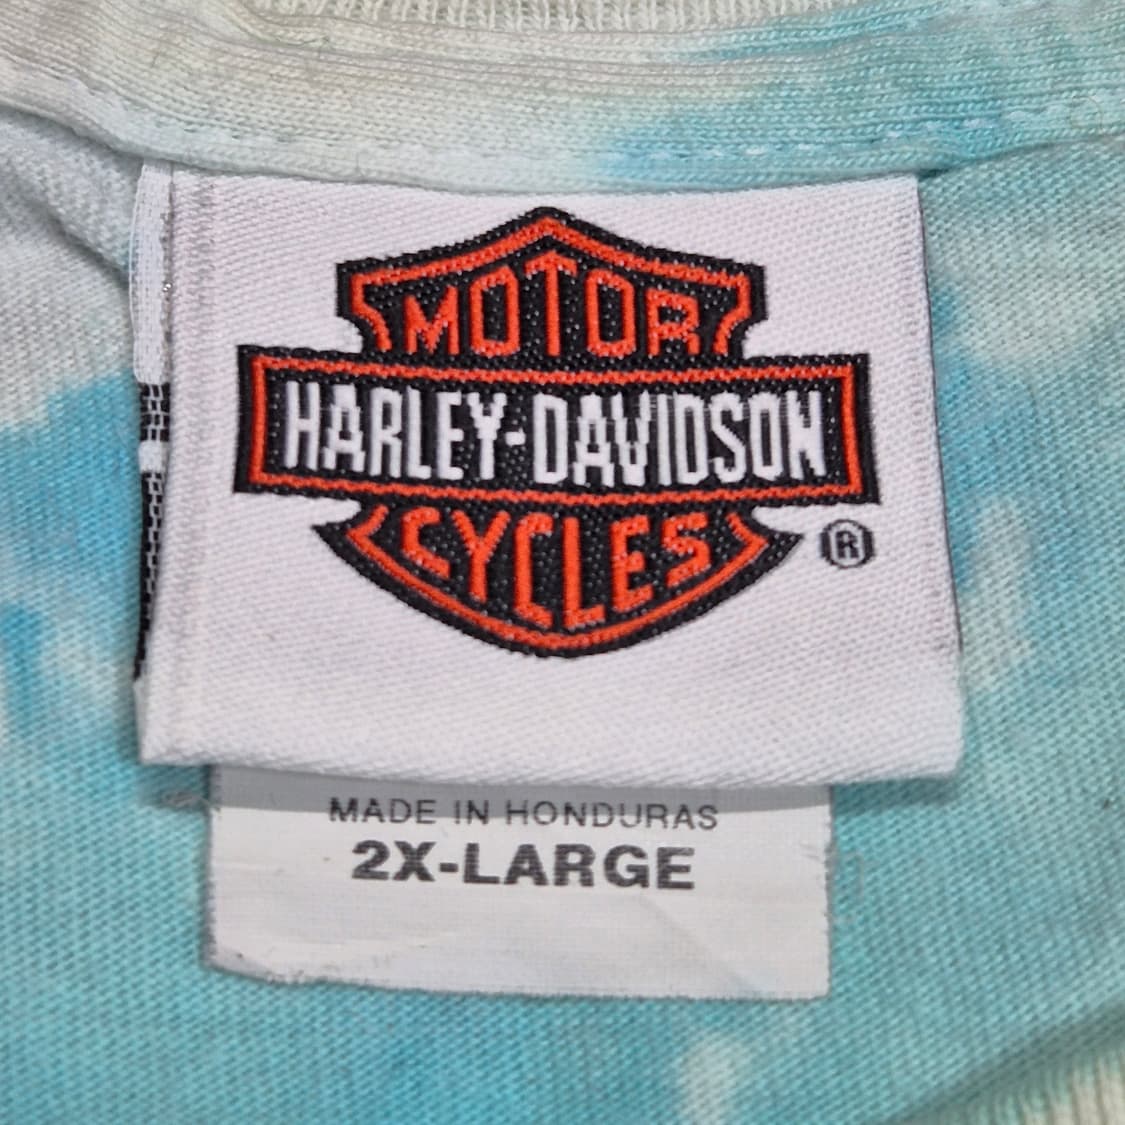 MOTOR
HARLEY-DAVIDSON
CYCLES
®
MADE IN HONDURAS
2X-LARGE